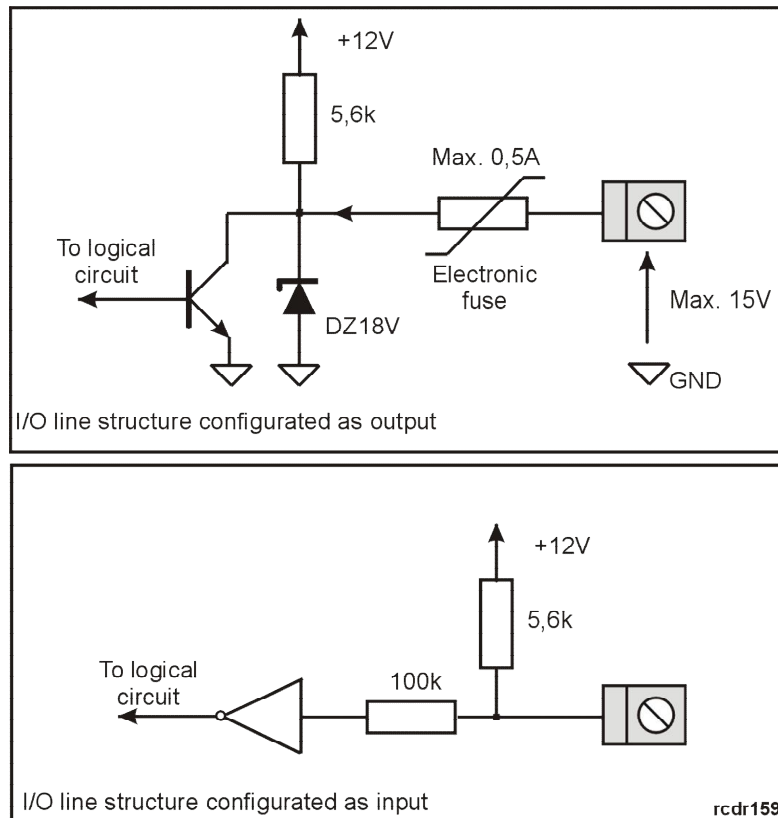 +12V
5,6k
Max. 0,5A
To logical
circuit
Electronic
fuse
DZ18V
Max. 15V
GND
I/O line structure configurated as output
+12V
5,6k
To logical
circuit
100k
I/O line structure configurated as input
rcdr159